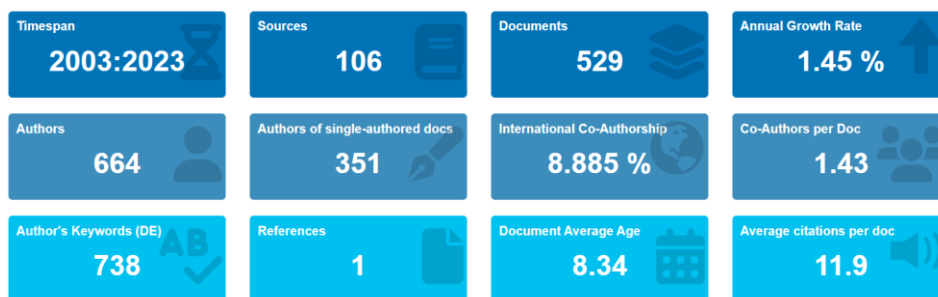 Timespan
2003:2023
Sources
106
Documents
529
Annual Growth Rate
1.45 %
Authors
664
Authors of single-authored docs
351
International Co-Authorship
8.885 %
Co-Authors per Doc
1.43
Author's Keywords (DE)
AB
738
References
1
Document Average Age
8.34
Average citations per doc
11.9